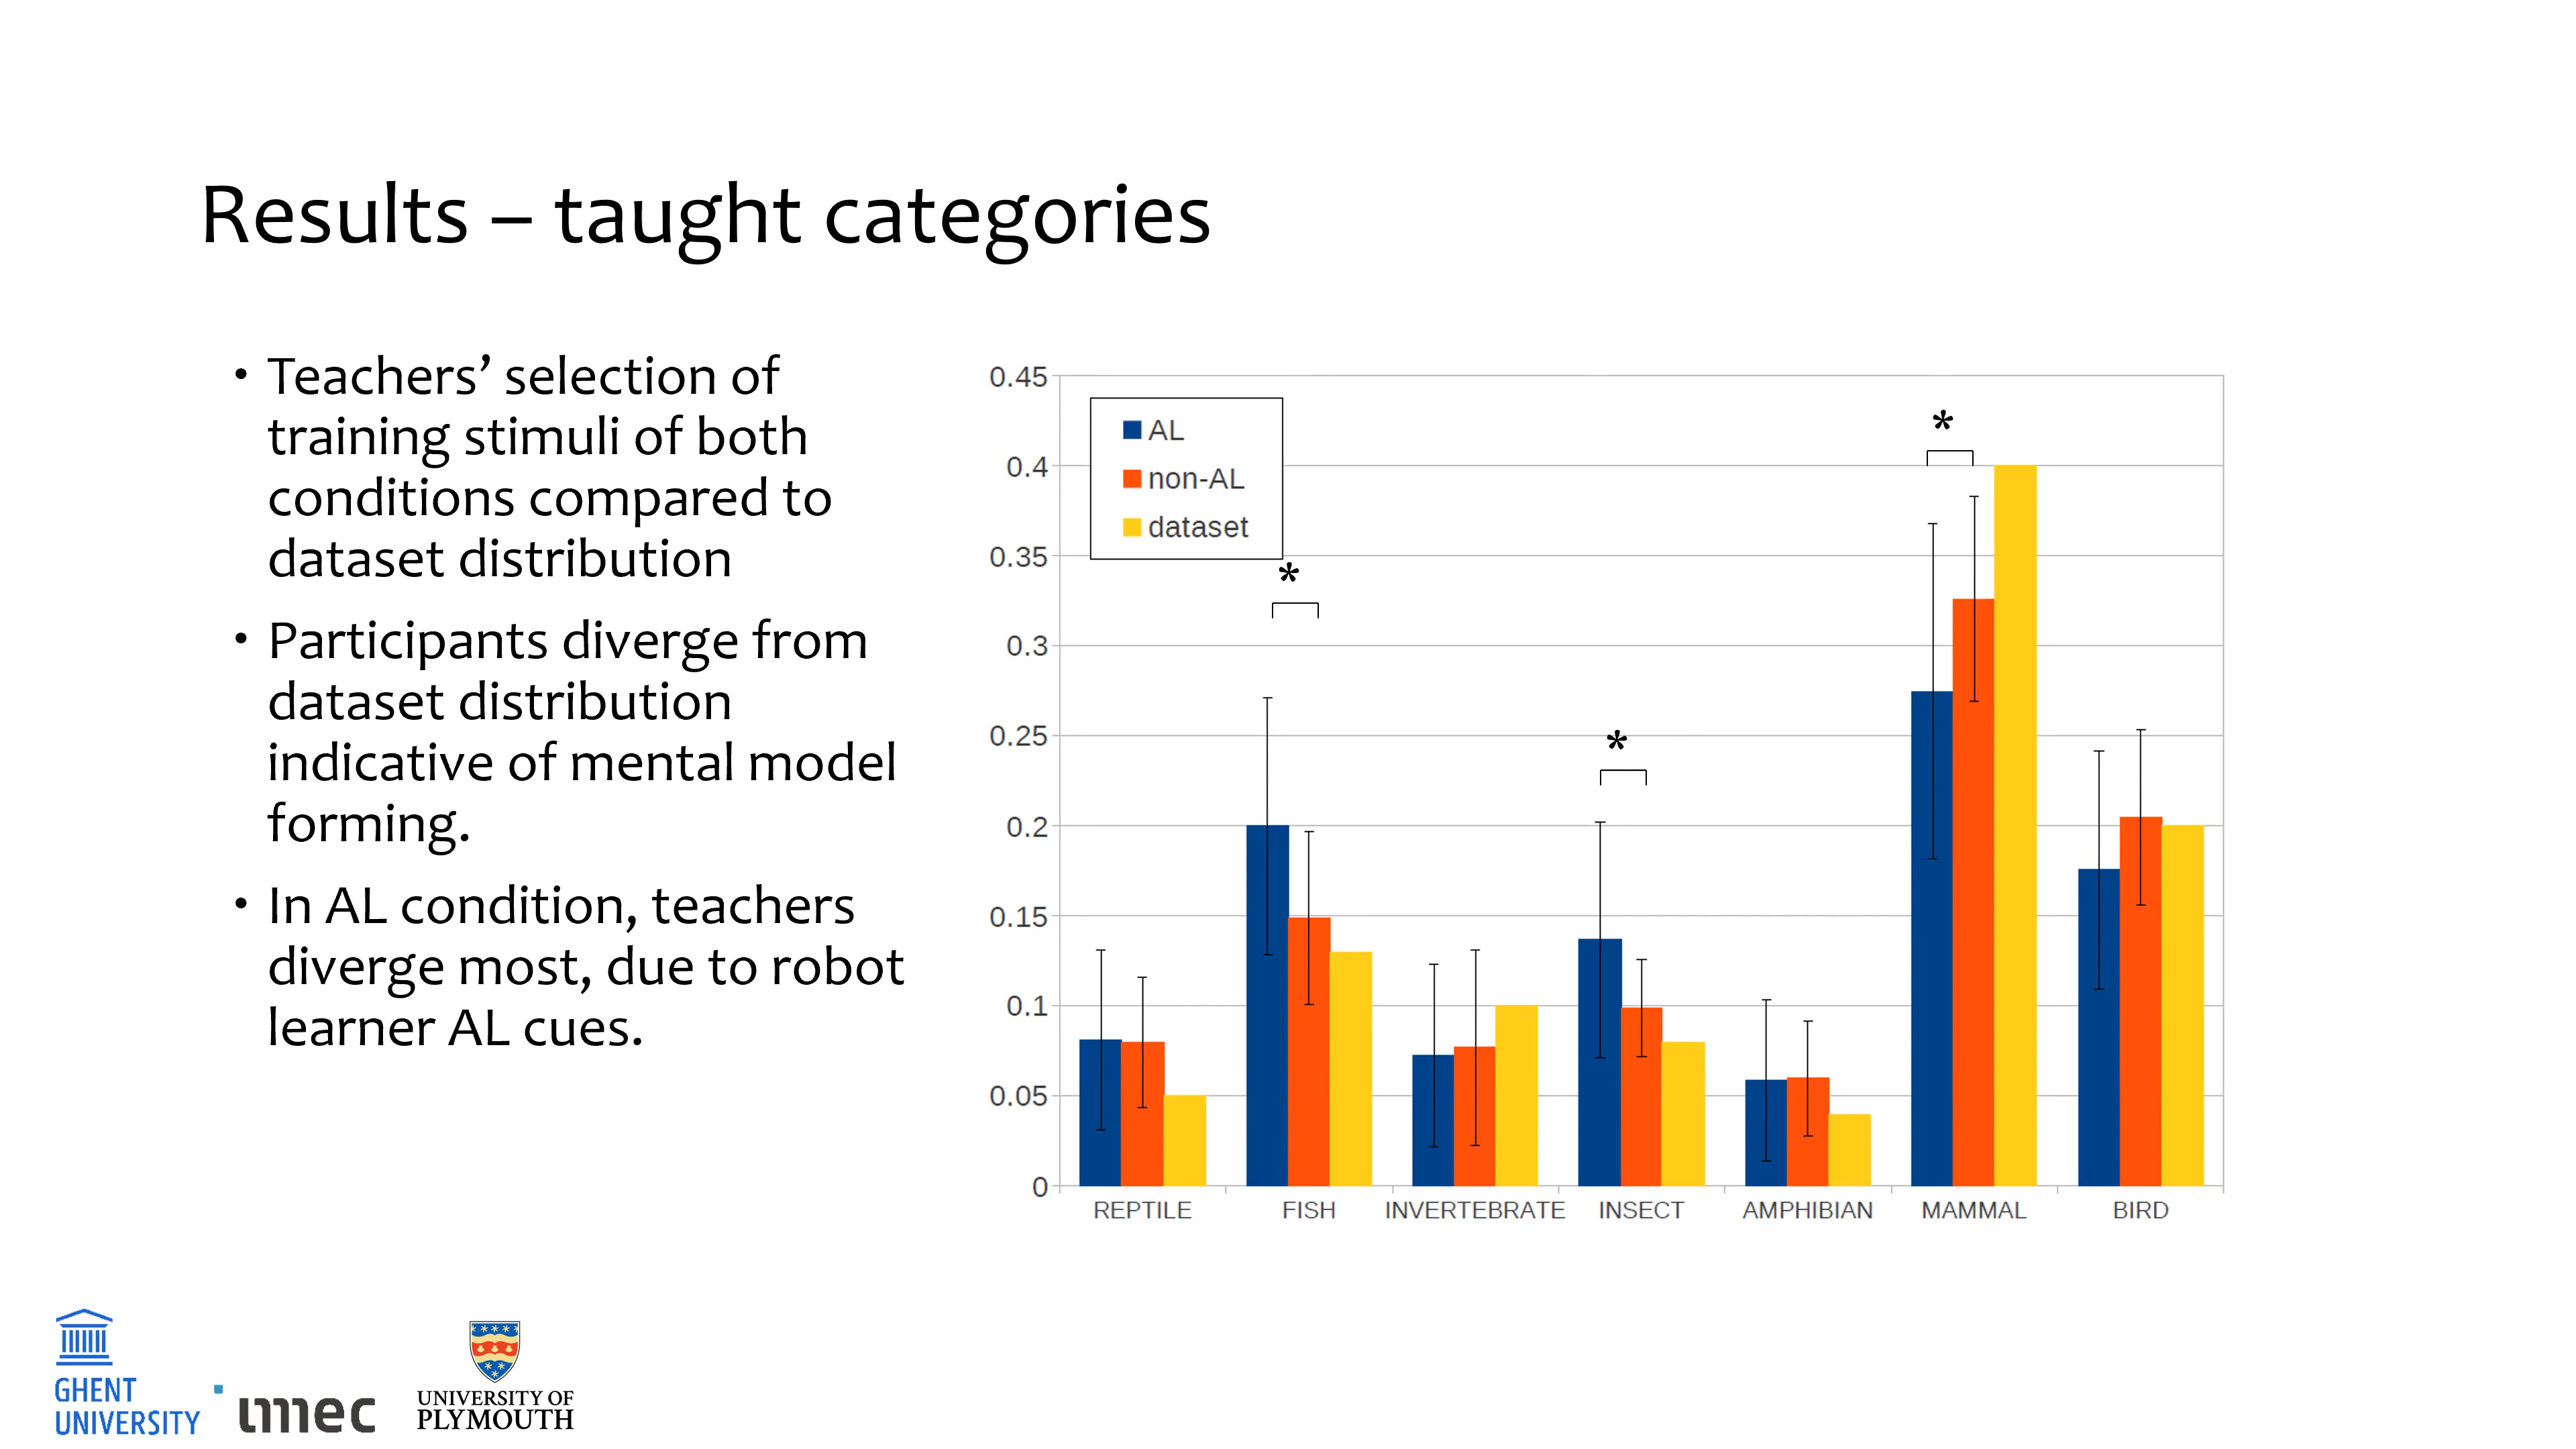 Results – taught categories
• Teachers’ selection of
training stimuli of both
conditions compared to
dataset distribution
• Participants diverge from
dataset distribution
indicative of mental model
forming.
• In AL condition, teachers
diverge most, due to robot
learner AL cues.
0.45
0.4
0.35
0.3
0.25
0.2
0.15
0.1
0.05
0
AL
non-AL
dataset
*
*
*
REPTILE FISH INVERTEBRATE INSECT AMPHIBIAN MAMMAL BIRD
GHENT
UNIVERSITY
imec
UNIVERSITY OF
PLYMOUTH